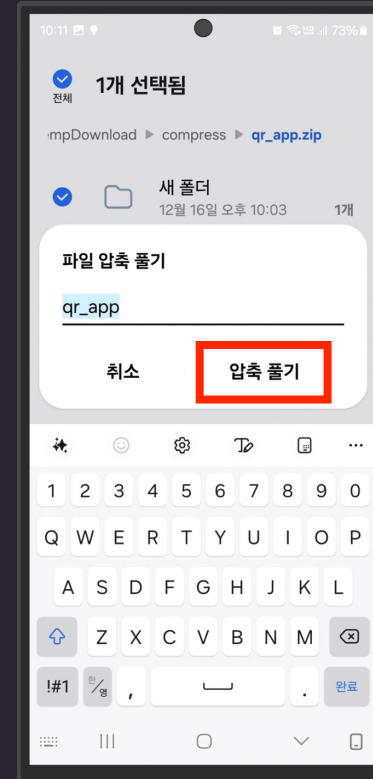 10:11 73%
전체 1개 선택됨
mpDownload ▶ compress ▶ qr_app.zip
새 폴더
12월 16일 오후 10:03 1개
파일 압축 풀기
qr_app
취소 압축 풀기
1 2 3 4 5 6 7 8 9 0
Q W E R T Y U I O P
A S D F G H J K L
Z X C V B N M
!#1 한/영 , . 완료